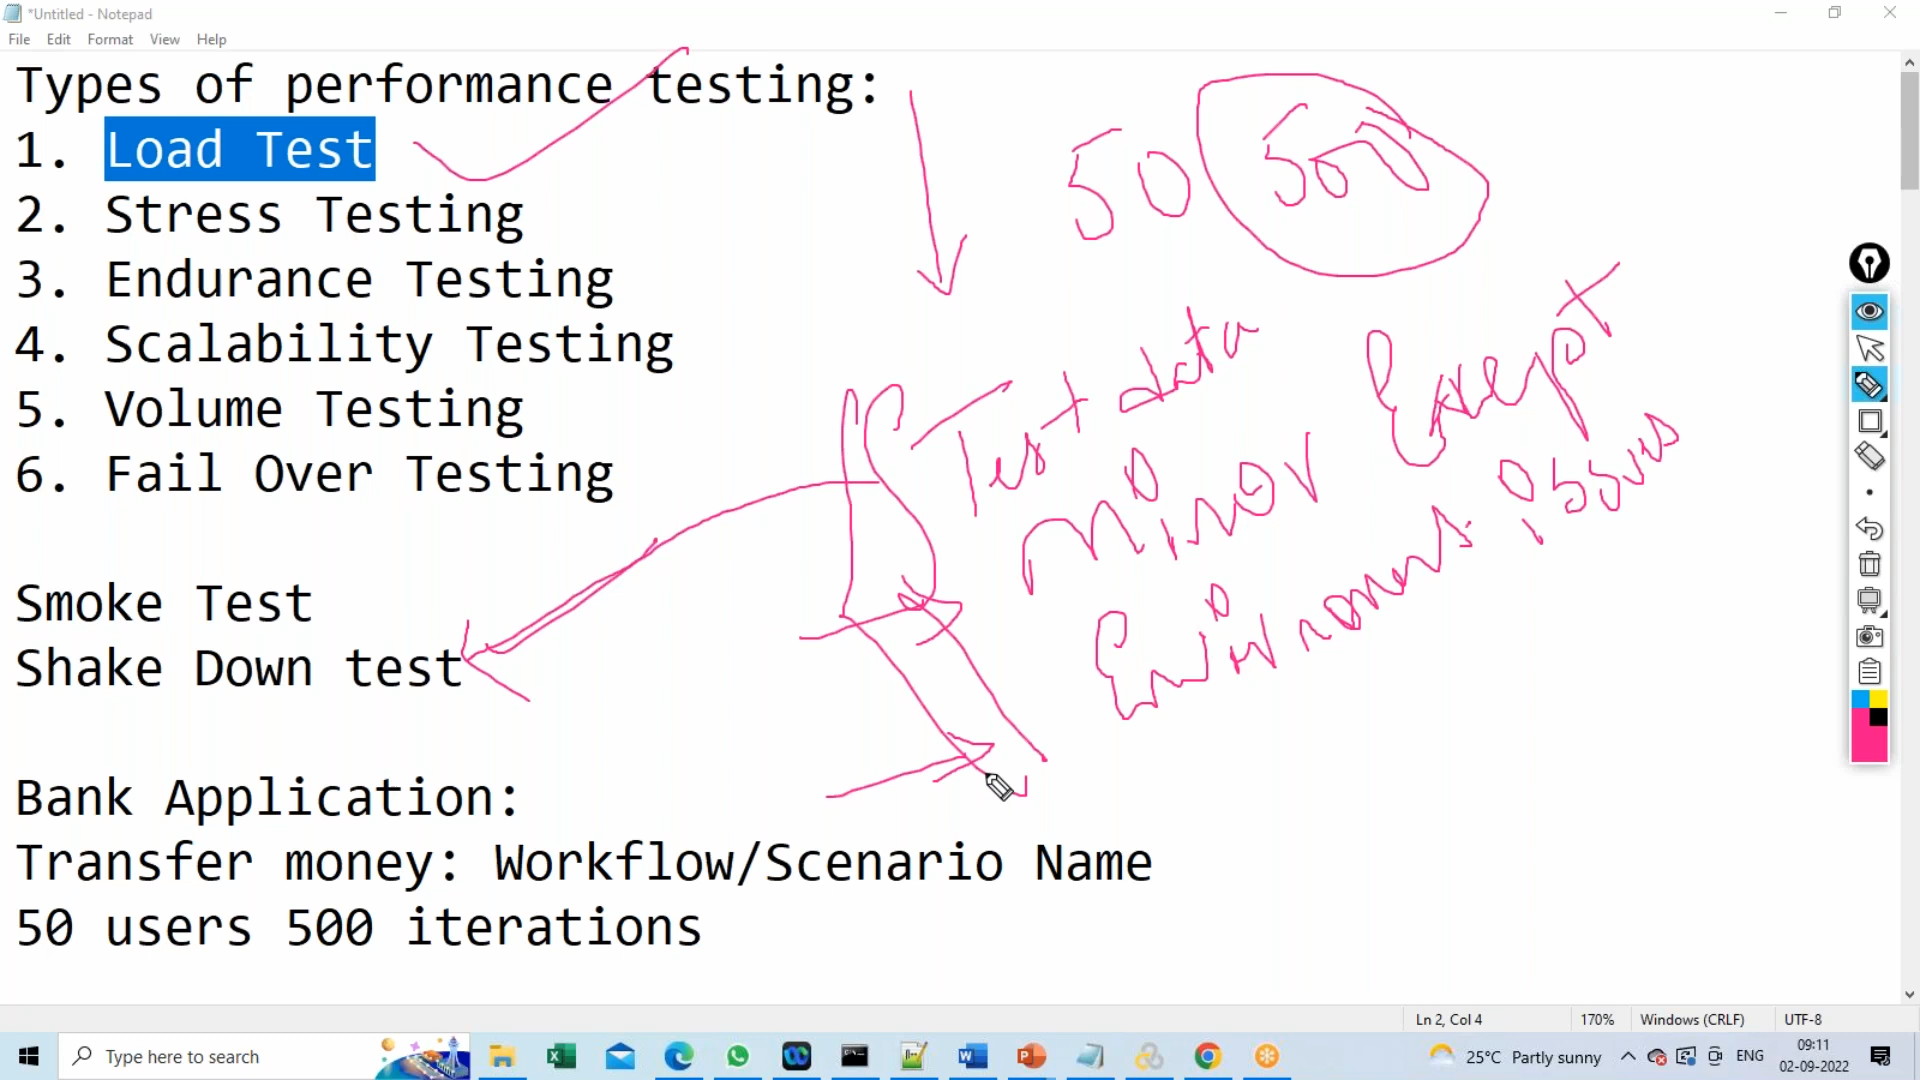 *Untitled - Notepad
File Edit Format View Help
Types of performance testing:
1. Load Test
2. Stress Testing
3. Endurance Testing
4. Scalability Testing
5. Volume Testing
6. Fail Over Testing
50 500
Test data
Minor Except
Environments
Smoke Test
Shake Down test
Bank Application:
Transfer money: Workflow/Scenario Name
50 users 500 iterations
Ln 2, Col 4 170% Windows (CRLF) UTF-8
Type here to search
25°C Partly sunny
ENG
09:11
02-09-2022